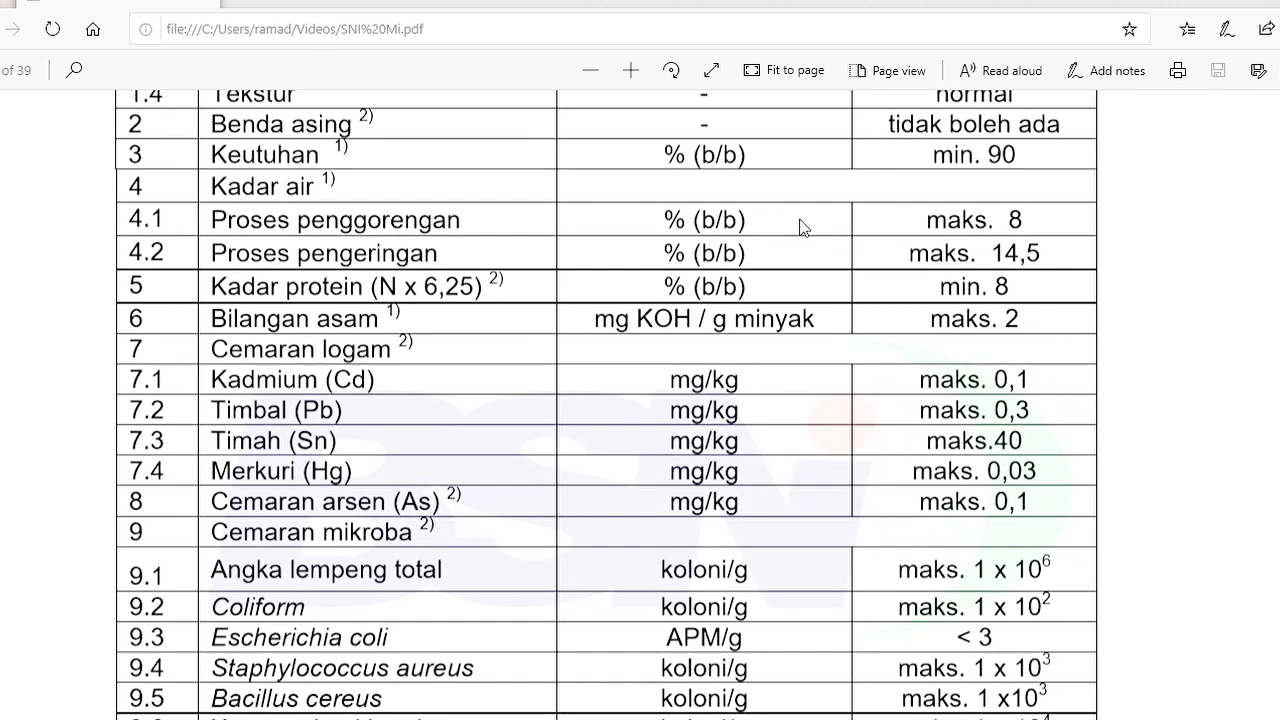 file:///C:/Users/ramad/Videos/SNI%20Mi.pdf
of 39 Fit to page Page view Read aloud Add notes
1.4 Tekstur - normal
2 Benda asing 2) - tidak boleh ada
3 Keutuhan 1) % (b/b) min. 90
4 Kadar air 1)
4.1 Proses penggorengan % (b/b) maks. 8
4.2 Proses pengeringan % (b/b) maks. 14,5
5 Kadar protein (N x 6,25) 2) % (b/b) min. 8
6 Bilangan asam 1) mg KOH / g minyak maks. 2
7 Cemaran logam 2)
7.1 Kadmium (Cd) mg/kg maks. 0,1
7.2 Timbal (Pb) mg/kg maks. 0,3
7.3 Timah (Sn) mg/kg maks.40
7.4 Merkuri (Hg) mg/kg maks. 0,03
8 Cemaran arsen (As) 2) mg/kg maks. 0,1
9 Cemaran mikroba 2)
9.1 Angka lempeng total koloni/g maks. 1 x 10^6
9.2 Coliform koloni/g maks. 1 x 10^2
9.3 Escherichia coli APM/g < 3
9.4 Staphylococcus aureus koloni/g maks. 1 x 10^3
9.5 Bacillus cereus koloni/g maks. 1 x10^3